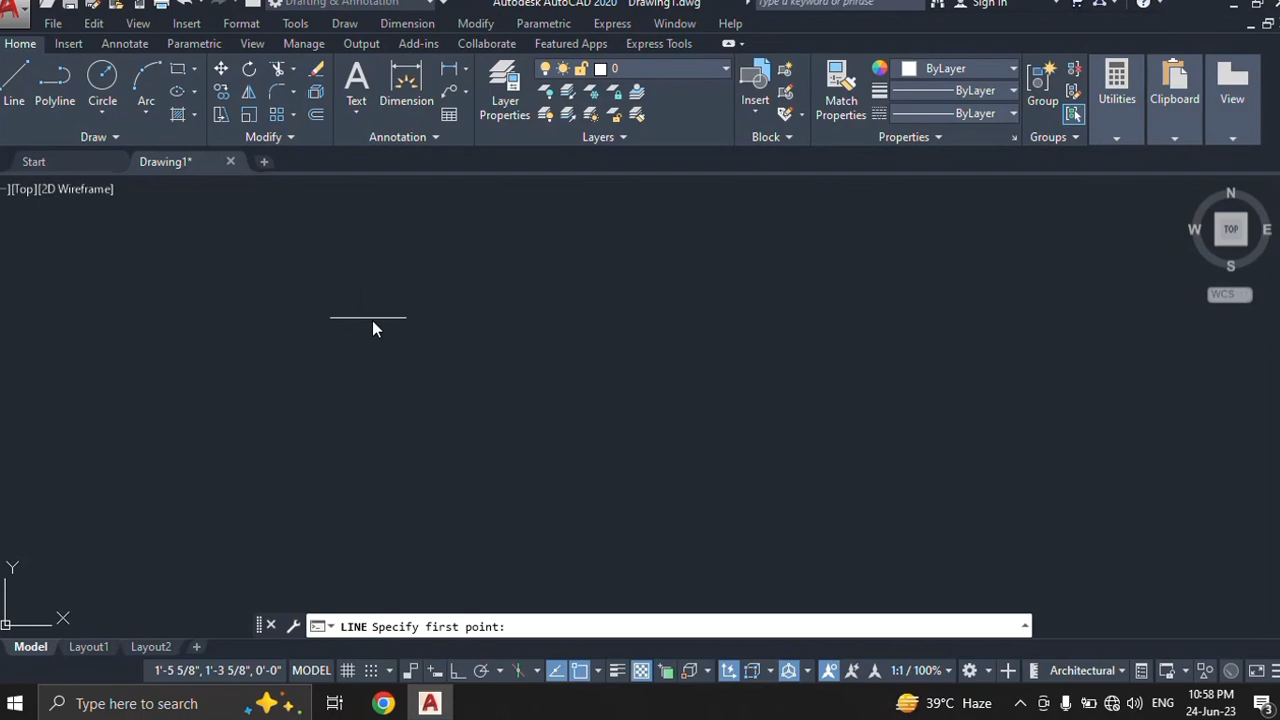 Drafting & Annotation
Autodesk AutoCAD 2020 Drawing1.dwg
Type a keyword or phrase
Sign In
File Edit View Insert Format Tools Draw Dimension Modify Parametric Express Window Help
Home Insert Annotate Parametric View Manage Output Add-ins Collaborate Featured Apps Express Tools
0
ByLayer
ByLayer
ByLayer
Line Polyline Circle Arc Text Dimension Layer Properties Insert Match Properties Group Utilities Clipboard View
Draw Modify Annotation Layers Block Properties Groups
Start Drawing1*
][Top][2D Wireframe]
N
W TOP E
S
WCS
Y
X
LINE Specify first point:
Model Layout1 Layout2
1'-5 5/8", 1'-3 5/8", 0'-0" MODEL 1:1 / 100% Architectural
Type here to search
39°C Haze
ENG
10:58 PM
24-Jun-23
3